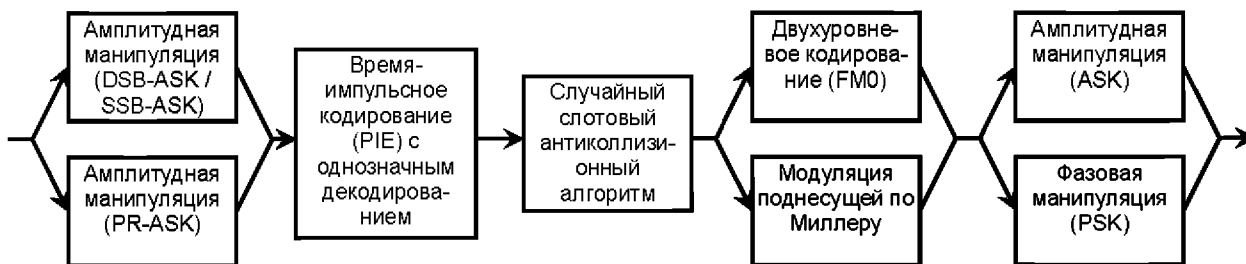 Амплитудная
манипуляция
(DSB-ASK /
SSB-ASK)
Амплитудная
манипуляция
(PR-ASK)
Время-
импульсное
кодирование
(PIE) с
однозначным
декодирова-
нием
Случайный
слотовый
антиколлизи-
онный
алгоритм
Двухуровне-
вое кодирова-
ние (FM0)
Модуляция
поднесущей по
Миллеру
Амплитудная
манипуляция
(ASK)
Фазовая
манипуляция
(PSK)